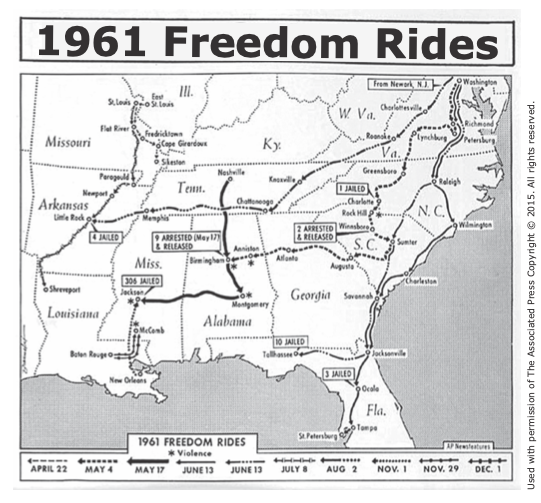 1961 Freedom Rides
From Newark, N.J.
Washington
Ill.
East
St. Louis
St. Louis
W. Va.
Charlottesville
Richmond
Flat River
Fredricktown
Cape Girardous
Sikeston
Roanoke
Lynchburg
Petersburg
Missouri
Ky.
Va.
Nashville
Greensboro
Paragould
Knoxville
Raleigh
Tenn.
1 JAILED
Newport
Charlotte
Arkansas
Chattanooga
Rock Hill
N. C.
Little Rock
Memphis
Winnsboro
Wilmington
4 JAILED
9 ARRESTED (May 17)
& RELEASED
2 ARRESTED
& RELEASED
S. C.
Sumter
Anniston
Miss.
Birmingham
Atlanta
Augusta
306 JAILED
Charleston
Shreveport
Jackson
Montgomery
Georgia
Savannah
Louisiana
Alabama
McComb
10 JAILED
Baton Rouge
Tallhassee
Jacksonville
New Orleans
3 JAILED
Ocala
Fla.
Tampa
St. Petersburg
1961 FREEDOM RIDES
* Violence
AP Newsfeatures
APRIL 22 MAY 4 MAY 17 JUNE 13 JUNE 13 JULY 8 AUG 2 NOV. 1 NOV. 29 DEC. 1
Used with permission of The Associated Press Copyright © 2015. All rights reserved.